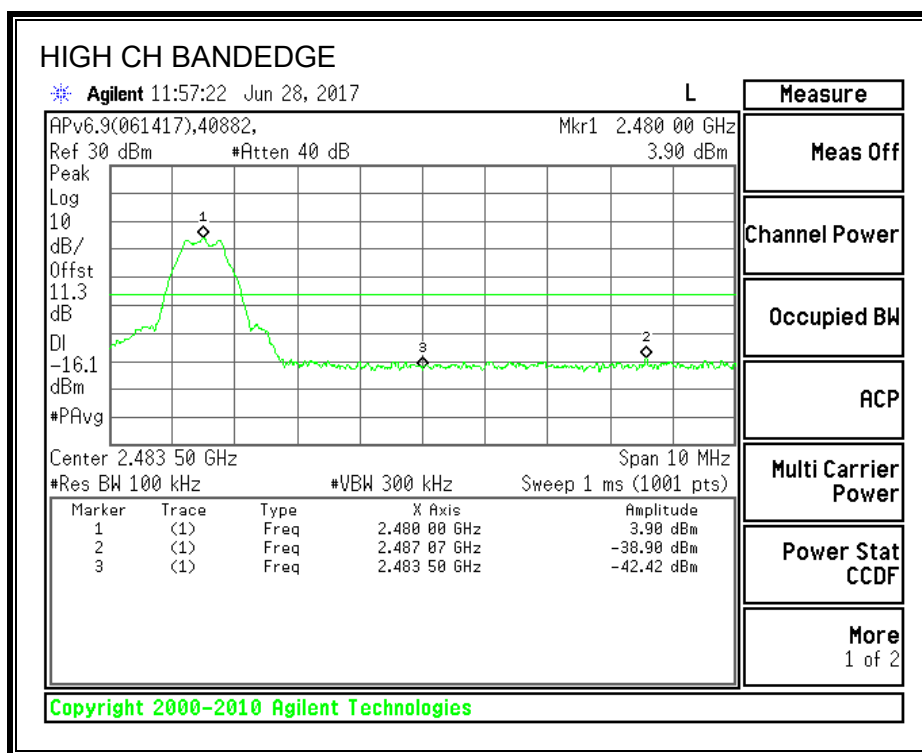 HIGH CH BANDEDGE
Agilent 11:57:22 Jun 28, 2017 L
APv6.9(061417),40882, Mkr1 2.480 00 GHz
Ref 30 dBm #Atten 40 dB 3.90 dBm
Peak
Log
10
dB/
Offst
11.3
dB
DI
-16.1
dBm
#PAvg
1
2
3
Center 2.483 50 GHz Span 10 MHz
#Res BW 100 kHz #VBW 300 kHz Sweep 1 ms (1001 pts)
Marker Trace Type X Axis Amplitude
1 (1) Freq 2.480 00 GHz 3.90 dBm
2 (1) Freq 2.487 07 GHz -38.90 dBm
3 (1) Freq 2.483 50 GHz -42.42 dBm
Measure
Meas Off
Channel Power
Occupied BW
ACP
Multi Carrier
Power
Power Stat
CCDF
More
1 of 2
Copyright 2000-2010 Agilent Technologies